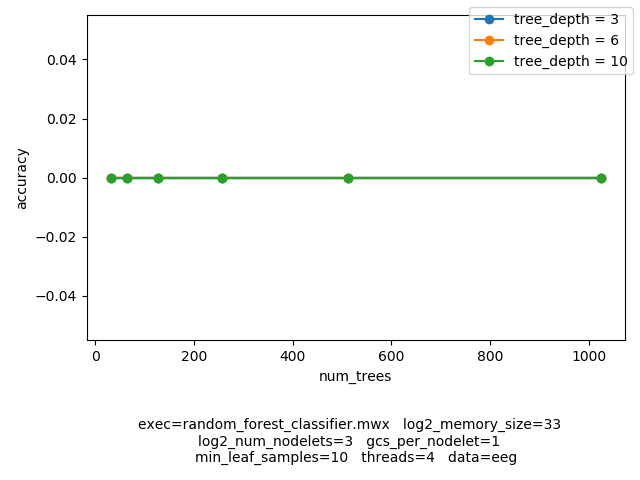 tree_depth = 3
tree_depth = 6
tree_depth = 10
0.04
0.02
0.00
−0.02
−0.04
accuracy
0 200 400 600 800 1000
num_trees
exec=random_forest_classifier.mwx log2_memory_size=33
log2_num_nodelets=3 gcs_per_nodelet=1
min_leaf_samples=10 threads=4 data=eeg